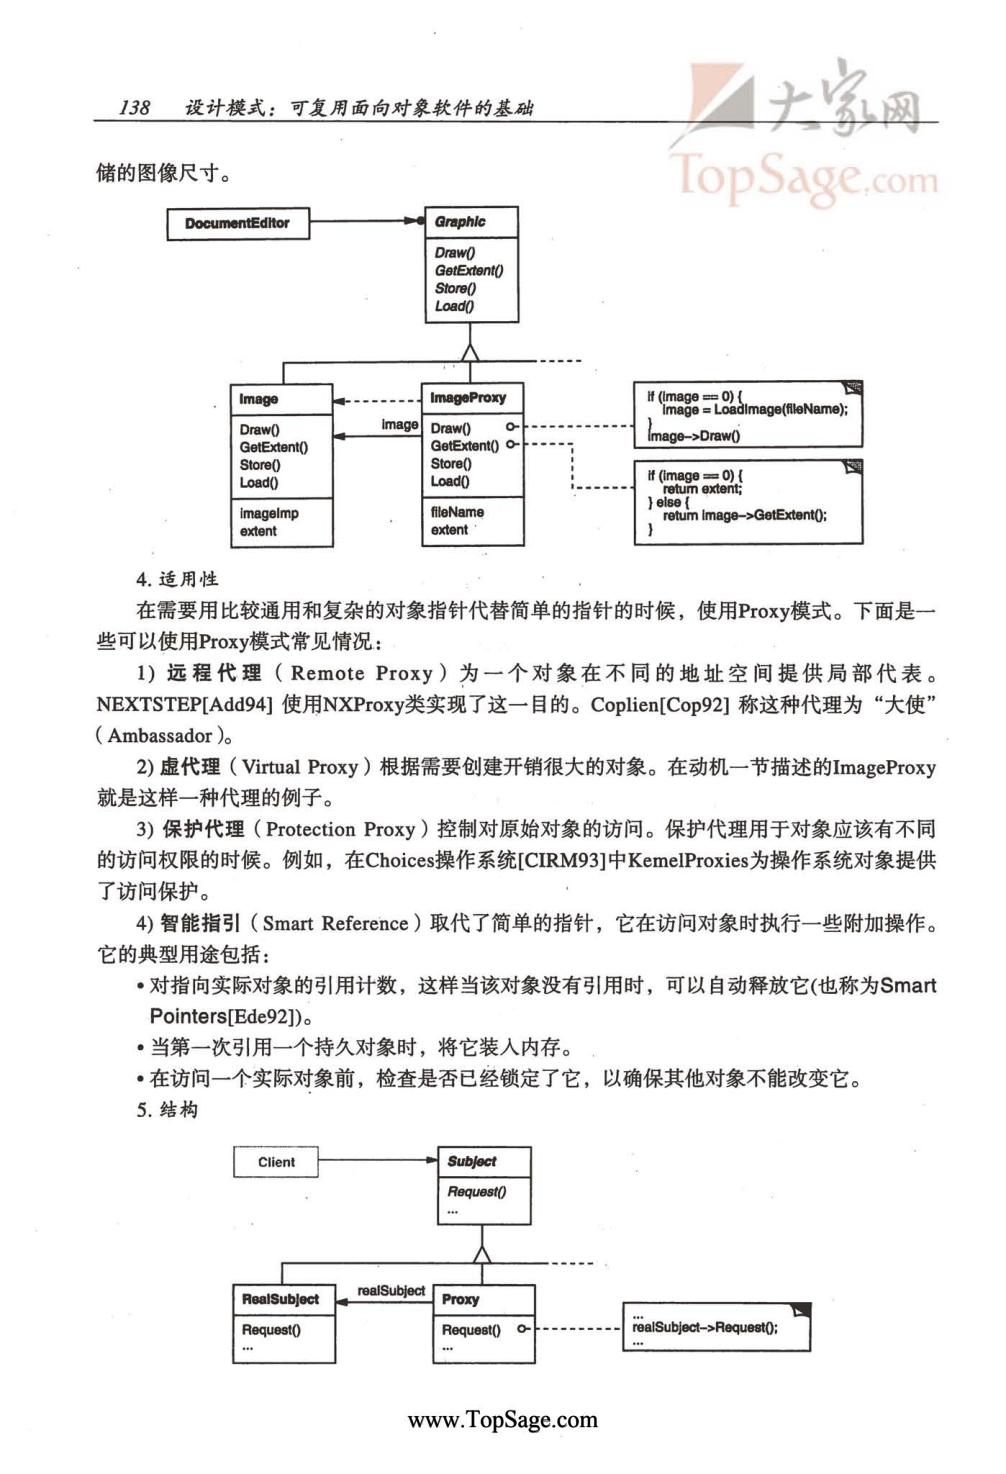 138 设计模式：可复用面向对象软件的基础
大家网
TopSage.com
储的图像尺寸。
DocumentEditor
Graphic
Draw()
GetExtent()
Store()
Load()
Image
Draw()
GetExtent()
Store()
Load()
imageImp
extent
image
ImageProxy
Draw()
GetExtent()
Store()
Load()
fileName
extent
if (image == 0) {
image = LoadImage(fileName);
}
image->Draw()
if (image == 0) {
return extent;
} else {
return image->GetExtent();
}
4. 适用性
在需要用比较通用和复杂的对象指针代替简单的指针的时候，使用Proxy模式。下面是一
些可以使用Proxy模式常见情况：
1) 远程代理（Remote Proxy）为一个对象在不同的地址空间提供局部代表。
NEXTSTEP[Add94] 使用NXProxy类实现了这一目的。Coplien[Cop92] 称这种代理为“大使”
（Ambassador）。
2) 虚代理（Virtual Proxy）根据需要创建开销很大的对象。在动机一节描述的ImageProxy
就是这样一种代理的例子。
3) 保护代理（Protection Proxy）控制对原始对象的访问。保护代理用于对象应该有不同
的访问权限的时候。例如，在Choices操作系统[CIRM93]中KemelProxies为操作系统对象提供
了访问保护。
4) 智能指引（Smart Reference）取代了简单的指针，它在访问对象时执行一些附加操作。
它的典型用途包括：
•对指向实际对象的引用计数，这样当该对象没有引用时，可以自动释放它(也称为Smart
Pointers[Ede92])。
•当第一次引用一个持久对象时，将它装入内存。
•在访问一个实际对象前，检查是否已经锁定了它，以确保其他对象不能改变它。
5. 结构
Client
Subject
Request()
...
RealSubject
Request()
...
realSubject
Proxy
Request()
...
...
realSubject->Request();
...
www.TopSage.com